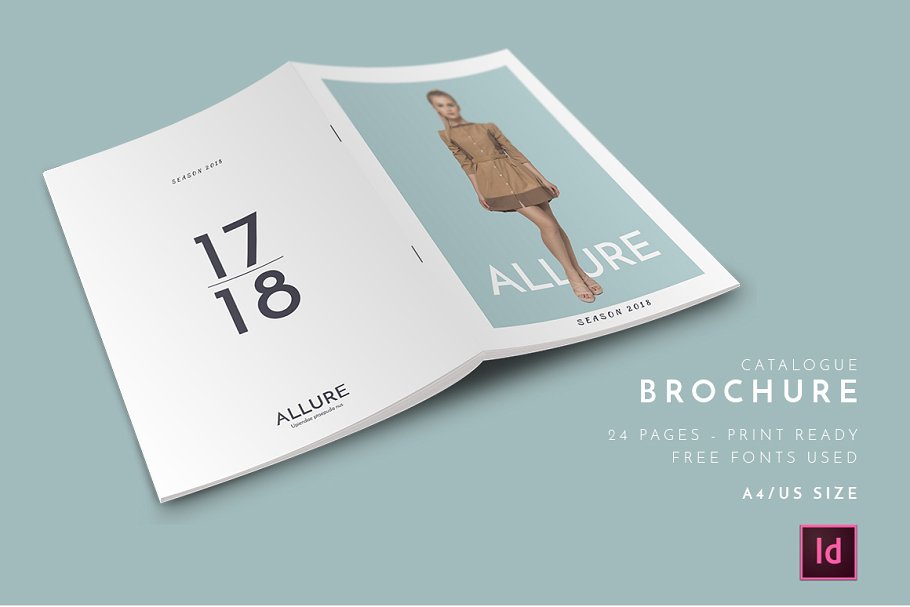 SEASON 2018
17
18
ALLURE
ALLURE
SEASON 2018
CATALOGUE
BROCHURE
24 PAGES - PRINT READY
FREE FONTS USED
A4/US SIZE
Id